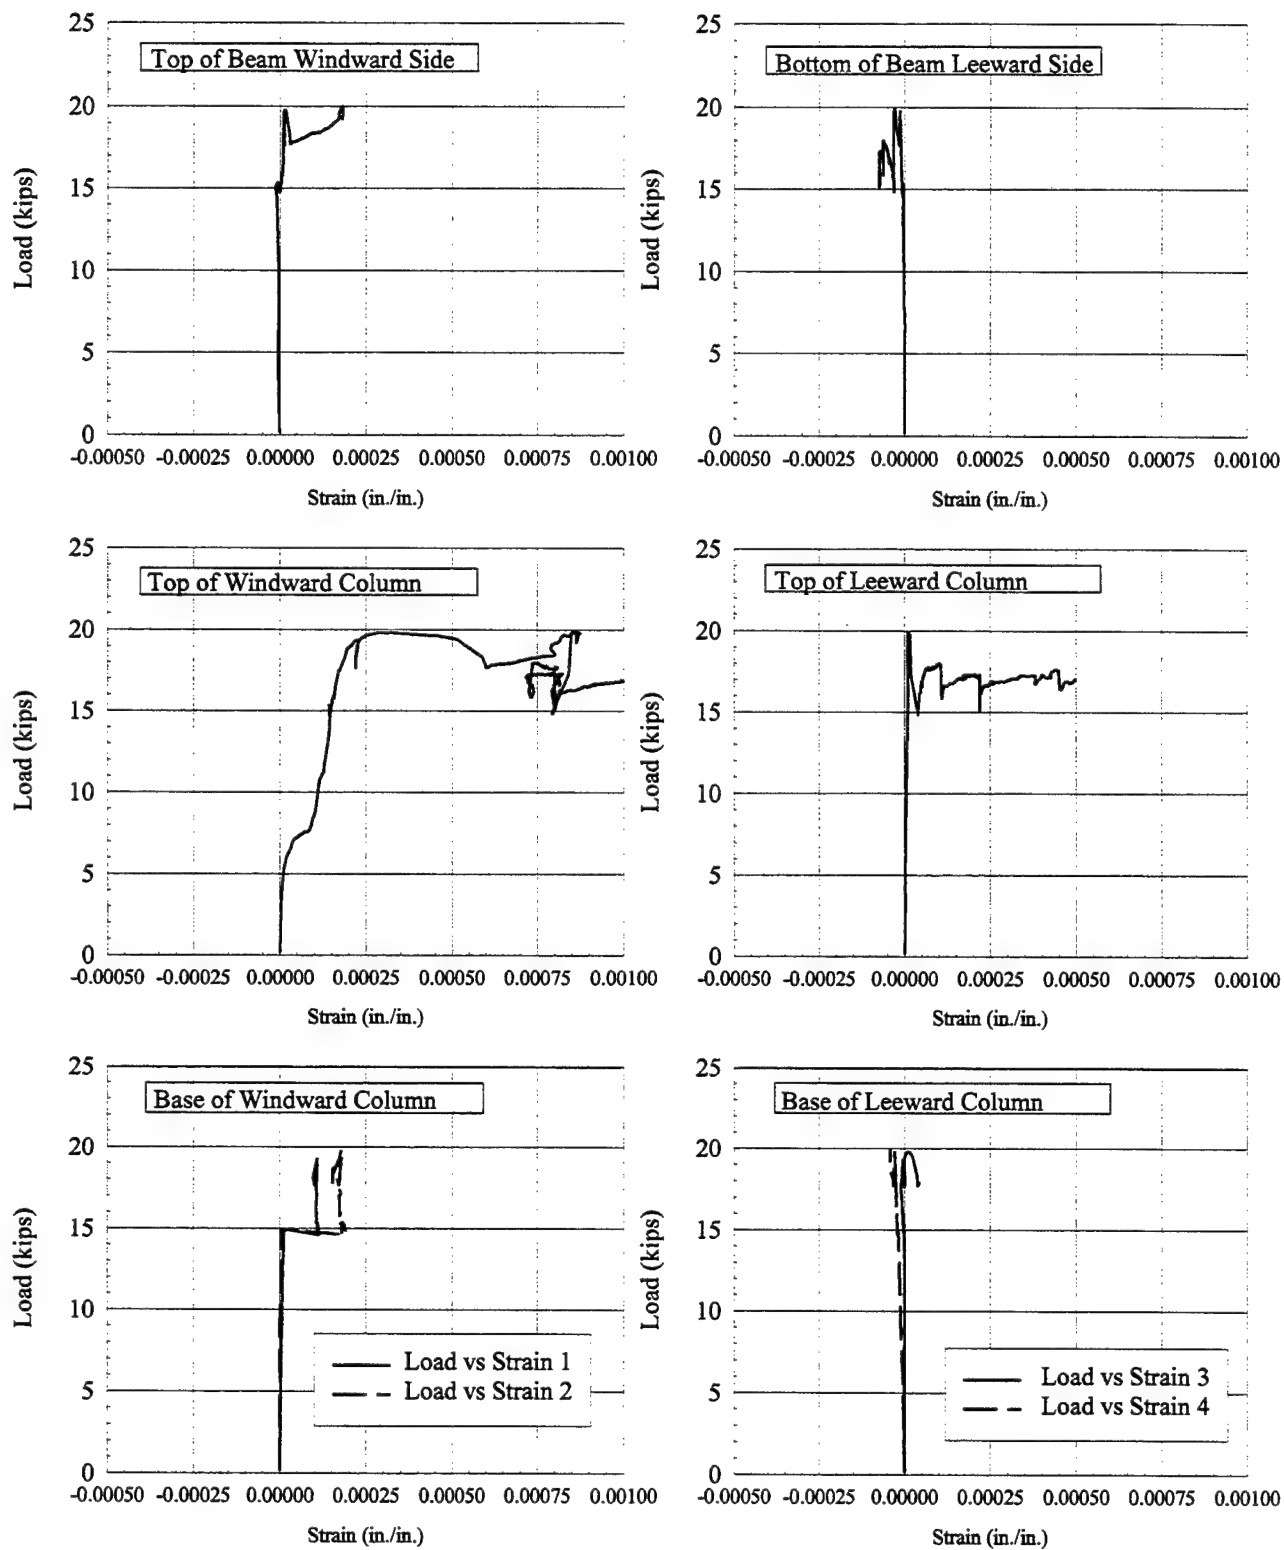 25
Top of Beam Windward Side
20
15
10
5
0
Load (kips)
-0.00050 -0.00025 0.00000 0.00025 0.00050 0.00075 0.00100
Strain (in./in.)
25
Bottom of Beam Leeward Side
20
15
10
5
0
Load (kips)
-0.00050 -0.00025 0.00000 0.00025 0.00050 0.00075 0.00100
Strain (in./in.)
25
Top of Windward Column
20
15
10
5
0
Load (kips)
-0.00050 -0.00025 0.00000 0.00025 0.00050 0.00075 0.00100
Strain (in./in.)
25
Top of Leeward Column
20
15
10
5
0
Load (kips)
-0.00050 -0.00025 0.00000 0.00025 0.00050 0.00075 0.00100
Strain (in./in.)
25
Base of Windward Column
20
15
10
5
0
Load (kips)
Load vs Strain 1
Load vs Strain 2
-0.00050 -0.00025 0.00000 0.00025 0.00050 0.00075 0.00100
Strain (in./in.)
25
Base of Leeward Column
20
15
10
5
0
Load (kips)
Load vs Strain 3
Load vs Strain 4
-0.00050 -0.00025 0.00000 0.00025 0.00050 0.00075 0.00100
Strain (in./in.)